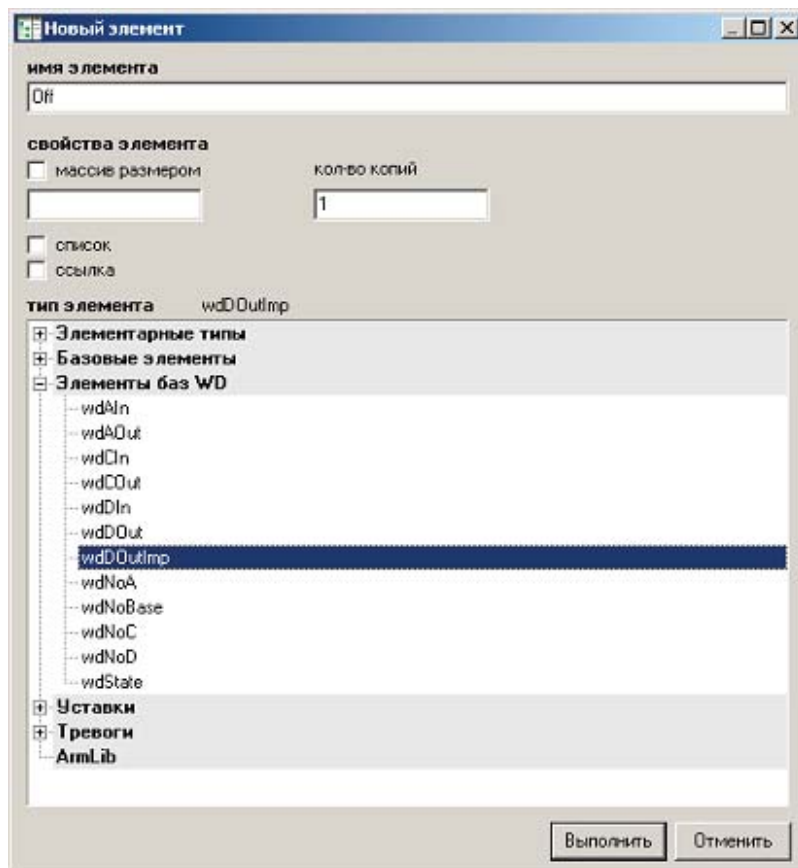 Новый элемент
имя элемента
Off
свойства элемента
массив размером кол-во копий
1
список
ссылка
тип элемента wdDOutImp
Элементарные типы
Базовые элементы
Элементы баз WD
wdAIn
wdAOut
wdCIn
wdCOut
wdDIn
wdDOut
wdDOutImp
wdNoA
wdNoBase
wdNoC
wdNoD
wdState
Уставки
Тревоги
ArmLib
Выполнить Отменить